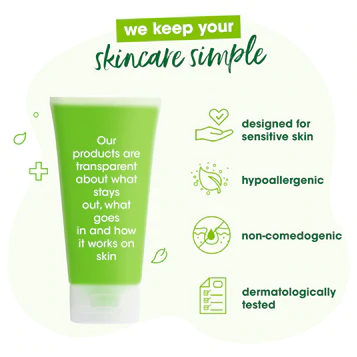 we keep your
skincare simple
Our
products are
transparent
about what
stays
out, what
goes
in and how
it works on
skin
designed for
sensitive skin
hypoallergenic
non-comedogenic
dermatologically
tested